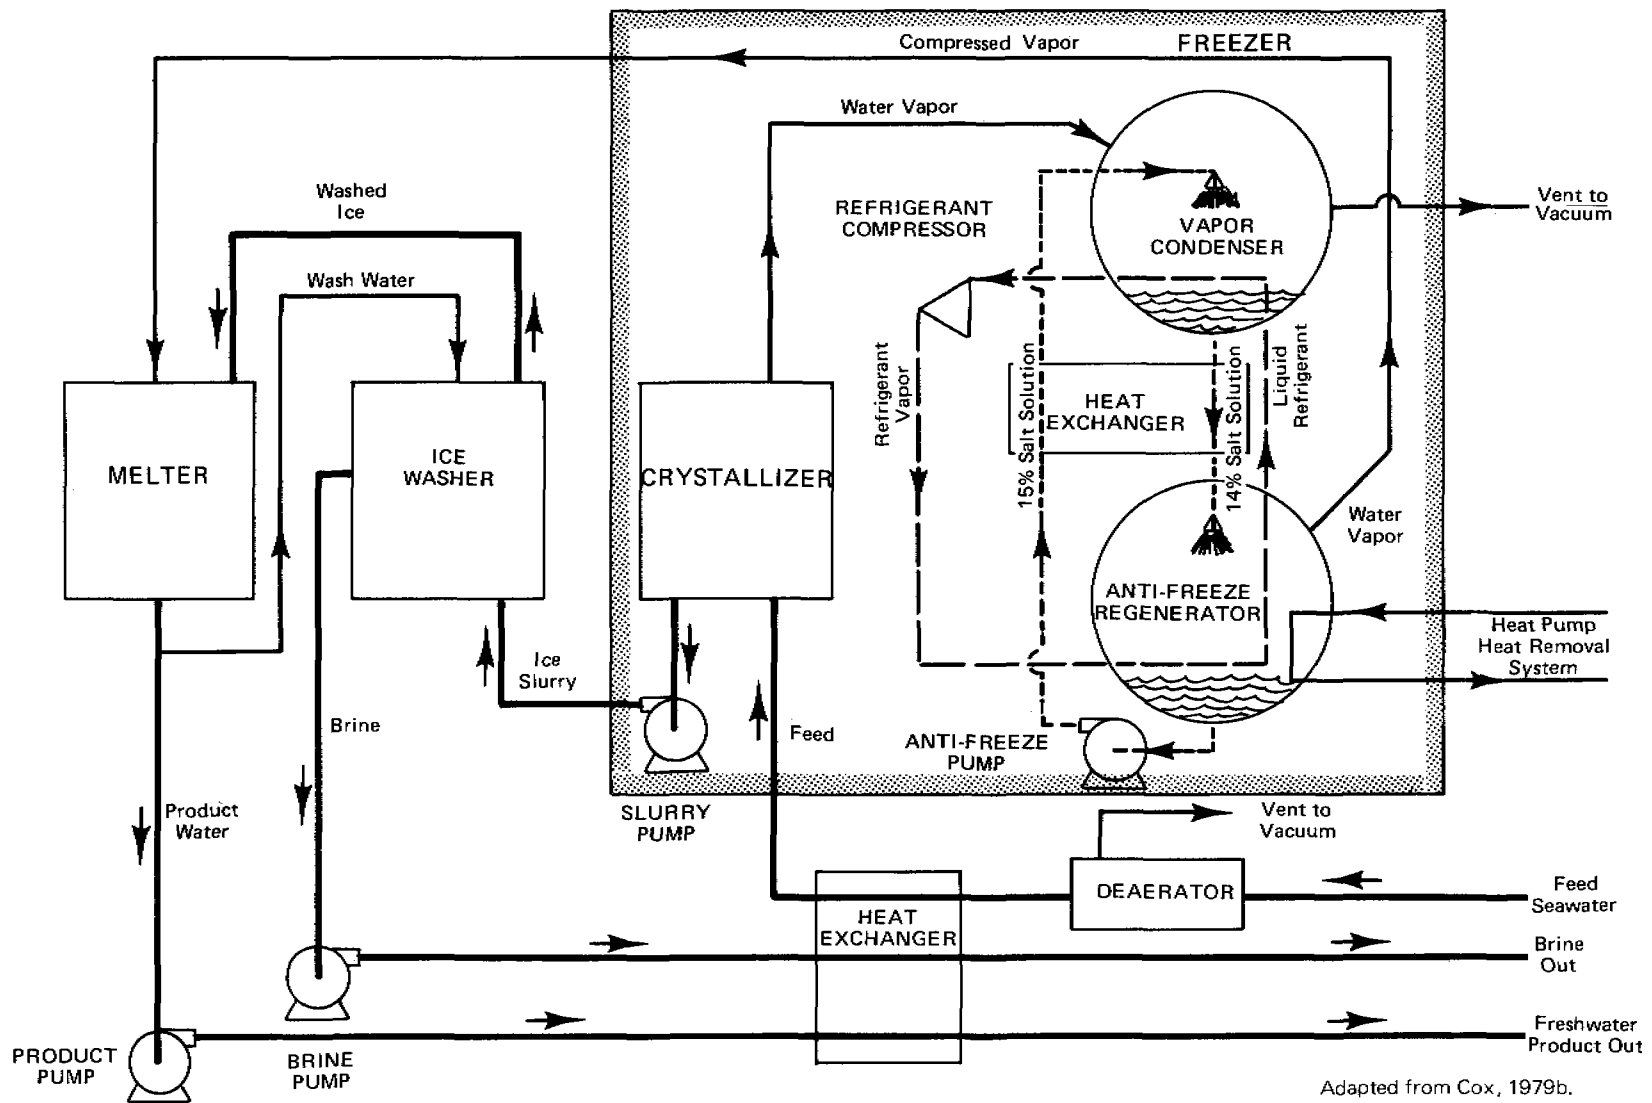 Compressed Vapor
FREEZER
Water Vapor
Washed
Ice
REFRIGERANT
COMPRESSOR
VAPOR
CONDENSER
Vent to
Vacuum
Wash Water
Refrigerant
Vapor
15% Salt Solution
HEAT
EXCHANGER
14% Salt Solution
Liquid
Refrigerant
MELTER
ICE
WASHER
CRYSTALLIZER
Water
Vapor
ANTI-FREEZE
REGENERATOR
Heat Pump
Heat Removal
System
Ice
Slurry
Brine
Feed
ANTI-FREEZE
PUMP
Product
Water
SLURRY
PUMP
Vent to
Vacuum
DEAERATOR
Feed
Seawater
HEAT
EXCHANGER
Brine
Out
Freshwater
Product Out
PRODUCT
PUMP
BRINE
PUMP
Adapted from Cox, 1979b.